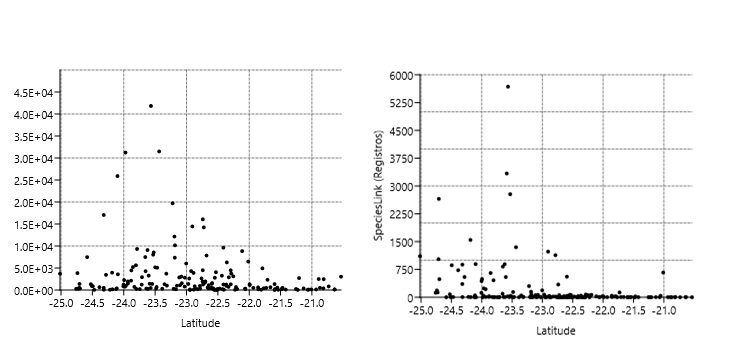 4.5E+04
4.0E+04
3.5E+04
3.0E+04
2.5E+04
2.0E+04
1.5E+04
1.0E+04
5.0E+03
0.0E+00
-25.0 -24.5 -24.0 -23.5 -23.0 -22.5 -22.0 -21.5 -21.0
Latitude
SpeciesLink (Registros)
6000
5250
4500
3750
3000
2250
1500
750
0
-25.0 -24.5 -24.0 -23.5 -23.0 -22.5 -22.0 -21.5 -21.0
Latitude